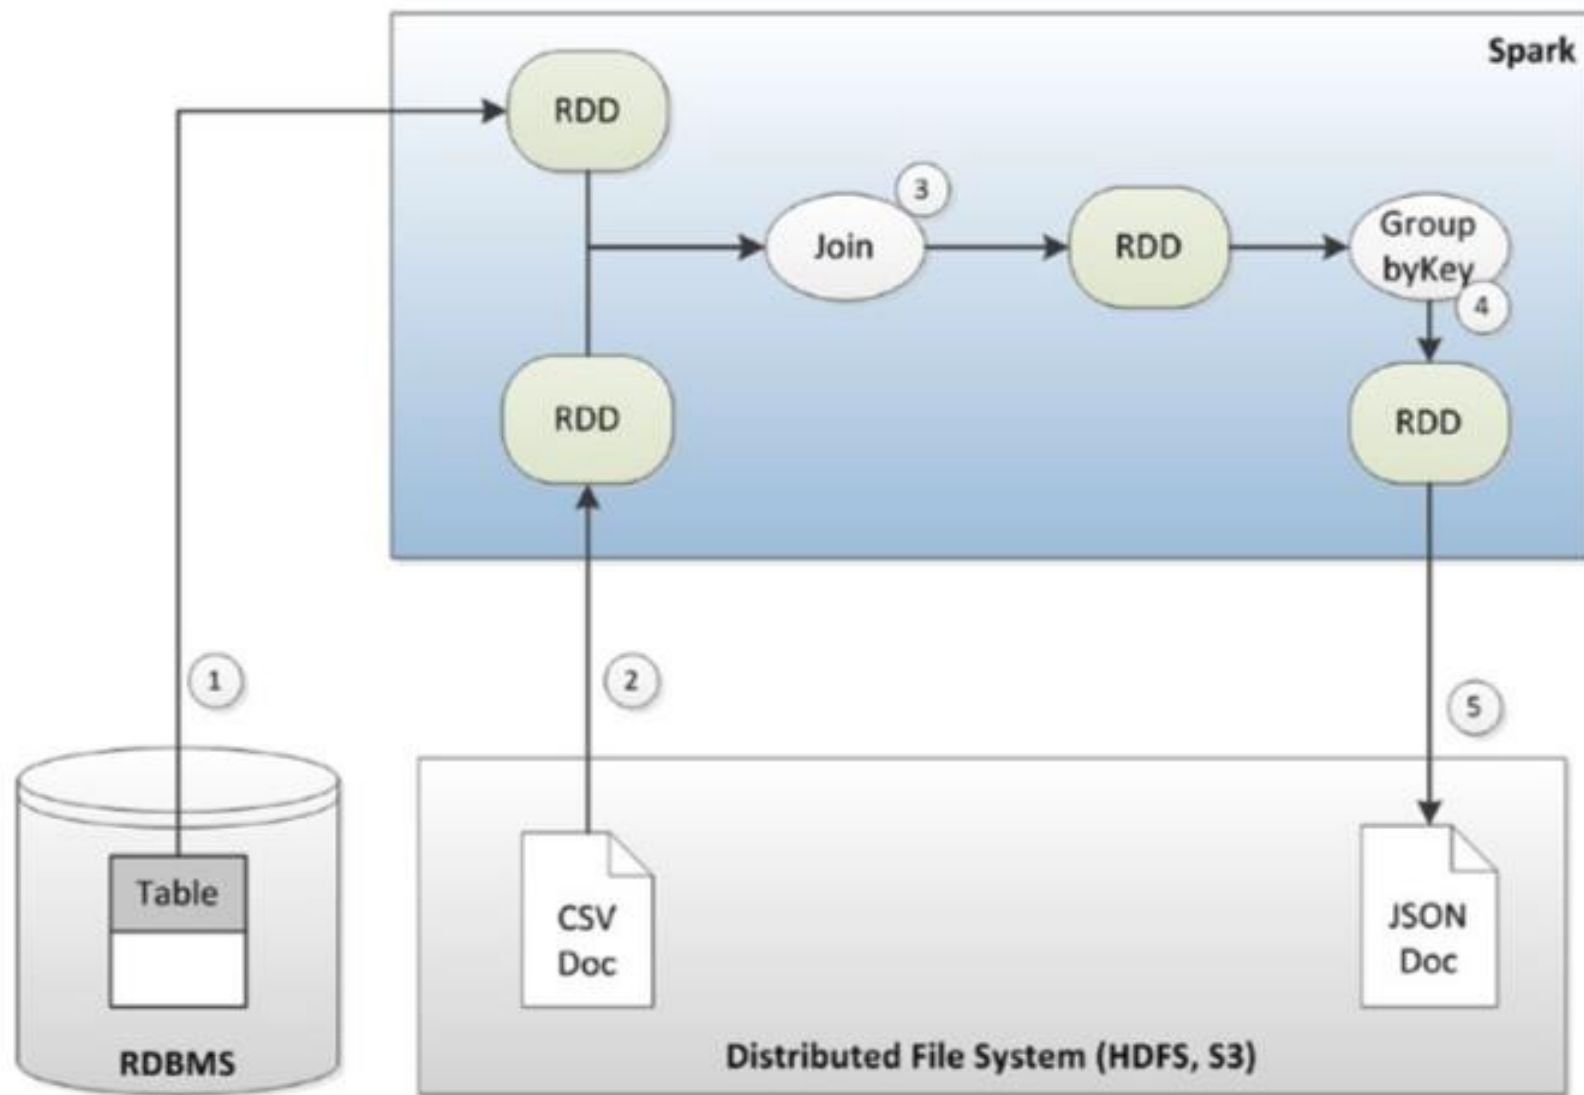 Spark
RDD
3
Join
RDD
Group
byKey
4
RDD
RDD
1
2
5
Table
CSV
Doc
JSON
Doc
RDBMS
Distributed File System (HDFS, S3)